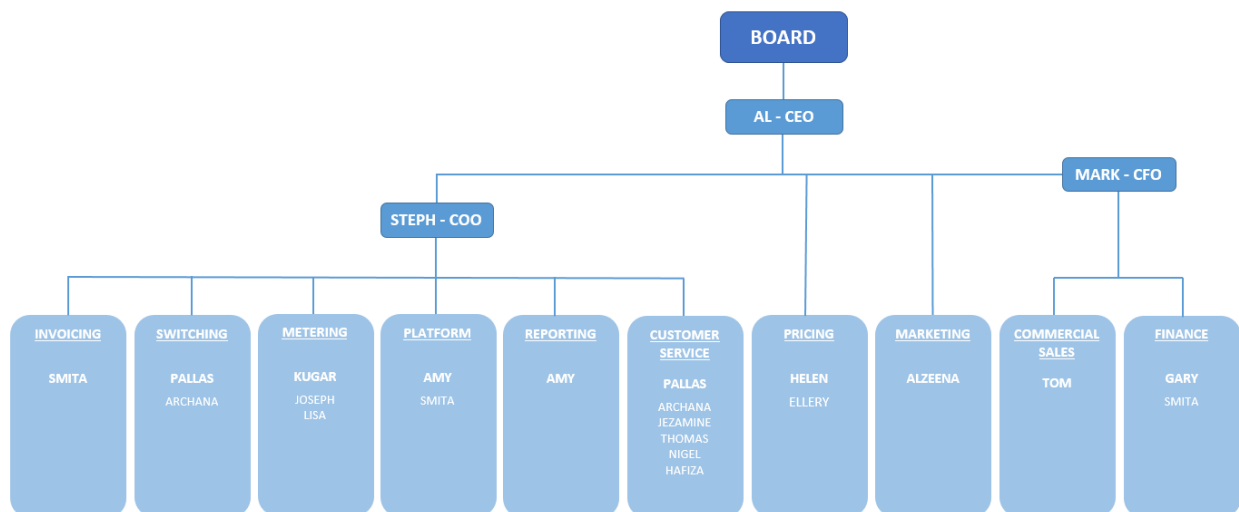 BOARD
AL - CEO
MARK - CFO
STEPH - COO
INVOICING
SMITA
SWITCHING
PALLAS
ARCHANA
METERING
KUGAR
JOSEPH
LISA
PLATFORM
AMY
SMITA
REPORTING
AMY
CUSTOMER
SERVICE
PALLAS
ARCHANA
JEZAMINE
THOMAS
NIGEL
HAFIZA
PRICING
HELEN
ELLERY
MARKETING
ALZEENA
COMMERCIAL
SALES
TOM
FINANCE
GARY
SMITA